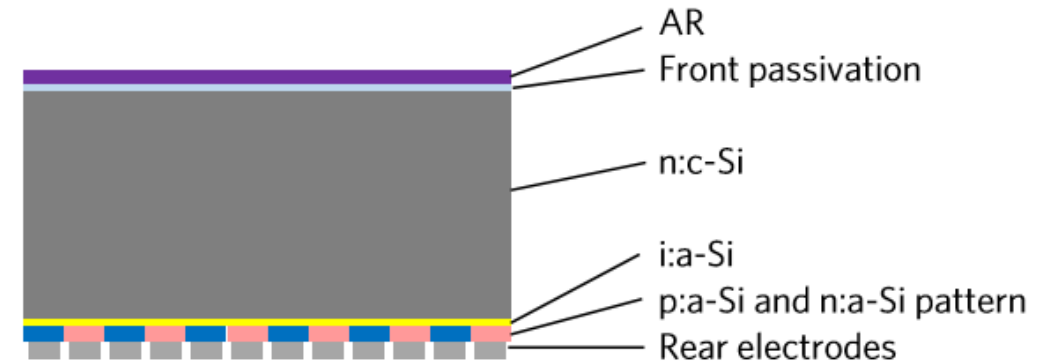 AR
Front passivation
n:c-Si
i:a-Si
p:a-Si and n:a-Si pattern
Rear electrodes